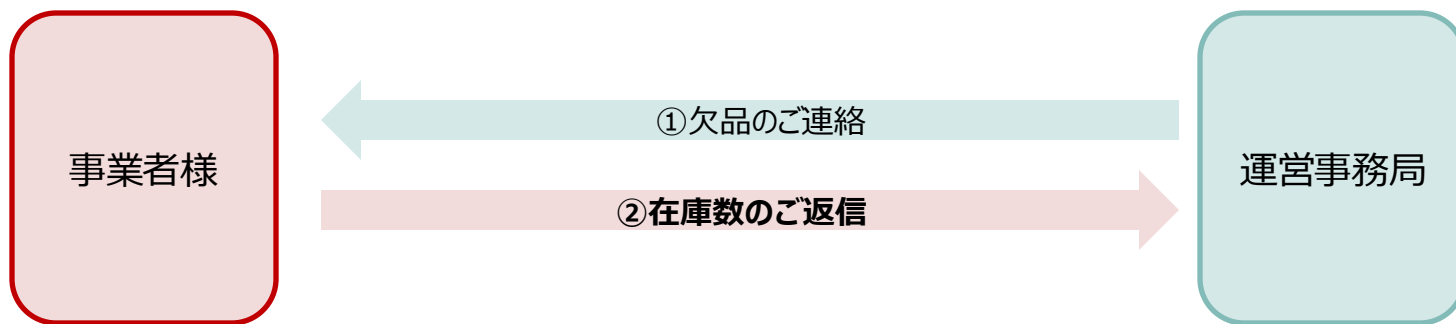 ①欠品のご連絡
事業者様
運営事務局
②在庫数のご返信